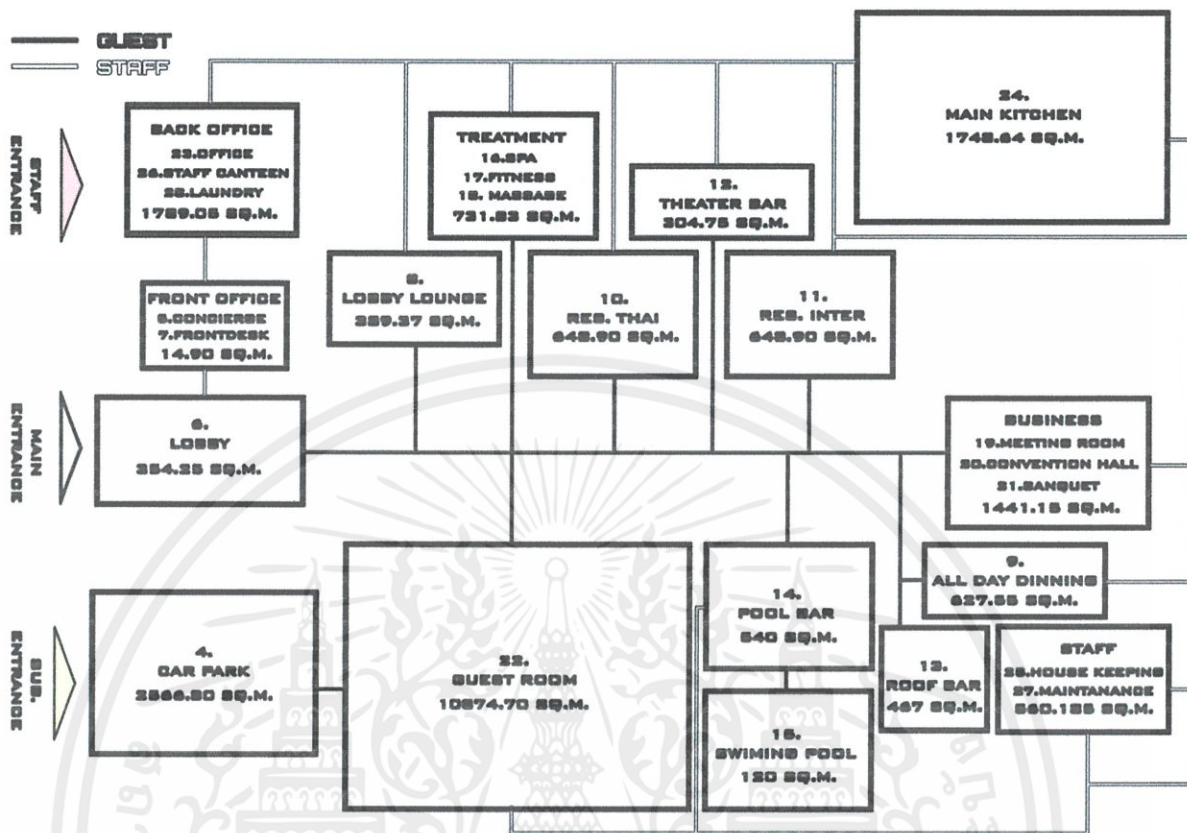 GUEST
STAFF
STAFF
ENTRANCE
BACK OFFICE
23.OFFICE
26.STAFF CANTEEN
28.LAUNDRY
1789.05 SQ.M.
TREATMENT
16.SPA
17.FITNESS
18. MASSAGE
731.83 SQ.M.
12.
THEATER BAR
304.75 SQ.M.
24.
MAIN KITCHEN
1748.64 SQ.M.
FRONT OFFICE
5.CONCIERGE
7.FRONTDESK
14.90 SQ.M.
8.
LOBBY LOUNGE
389.37 SQ.M.
10.
RES. THAI
648.90 SQ.M.
11.
RES. INTER
648.90 SQ.M.
MAIN
ENTRANCE
6.
LOBBY
354.25 SQ.M.
BUSINESS
19.MEETING ROOM
20.CONVENTION HALL
21.BANQUET
1441.15 SQ.M.
SUB.
ENTRANCE
4.
CAR PARK
2566.80 SQ.M.
22.
GUEST ROOM
10874.70 SQ.M.
14.
POOL BAR
540 SQ.M.
9.
ALL DAY DINNING
627.55 SQ.M.
13.
ROOF BAR
467 SQ.M.
STAFF
25.HOUSE KEEPING
27.MAINTANANCE
560.185 SQ.M.
15.
SWIMING POOL
120 SQ.M.